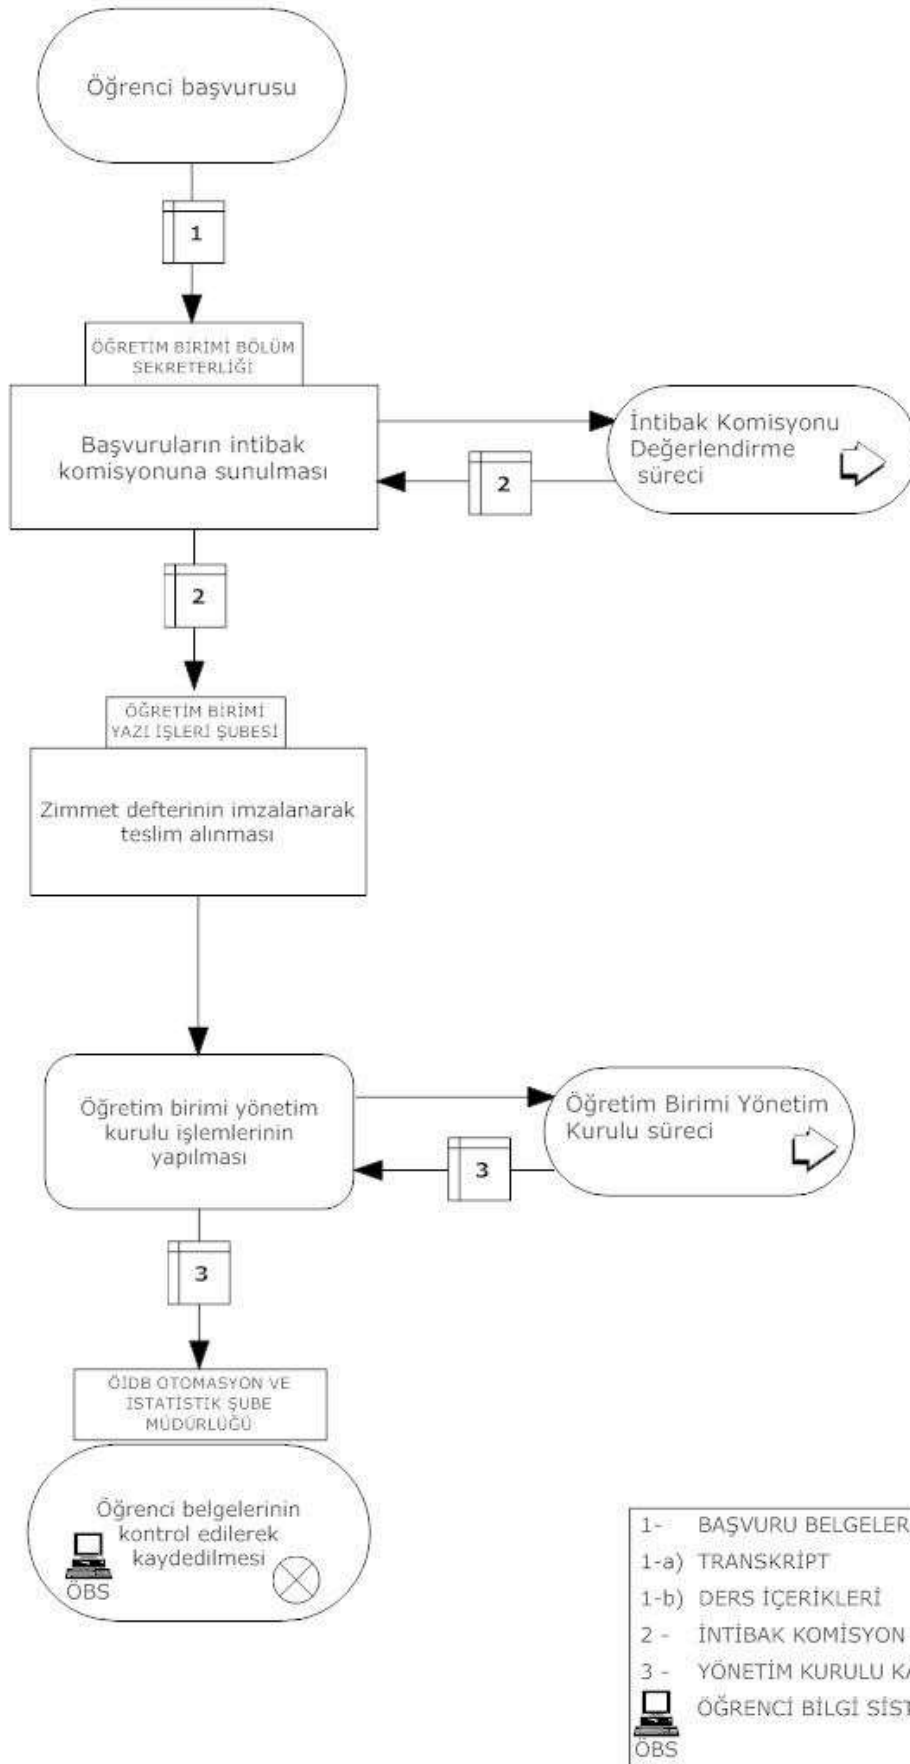 Öğrenci başvurusu
1
ÖĞRETİM BİRİMİ BÖLÜM
SEKRETERLİĞİ
Başvuruların intibak
komisyonuna sunulması
İntibak Komisyonu
Değerlendirme
süreci
2
2
ÖĞRETİM BİRİMİ
YAZI İŞLERİ ŞUBESİ
Zimmet defterinin imzalanarak
teslim alınması
Öğretim birimi yönetim
kurulu işlemlerinin
yapılması
Öğretim Birimi Yönetim
Kurulu süreci
3
3
ÖİDB OTOMASYON VE
İSTATİSTİK ŞUBE
MÜDÜRLÜĞÜ
Öğrenci belgelerinin
kontrol edilerek
kaydedilmesi
ÖBS
1- BAŞVURU BELGELER
1-a) TRANSKRİPT
1-b) DERS İÇERİKLERİ
2 - İNTİBAK KOMİSYON
3 - YÖNETİM KURULU
ÖĞRENCİ BİLGİ
ÖBS